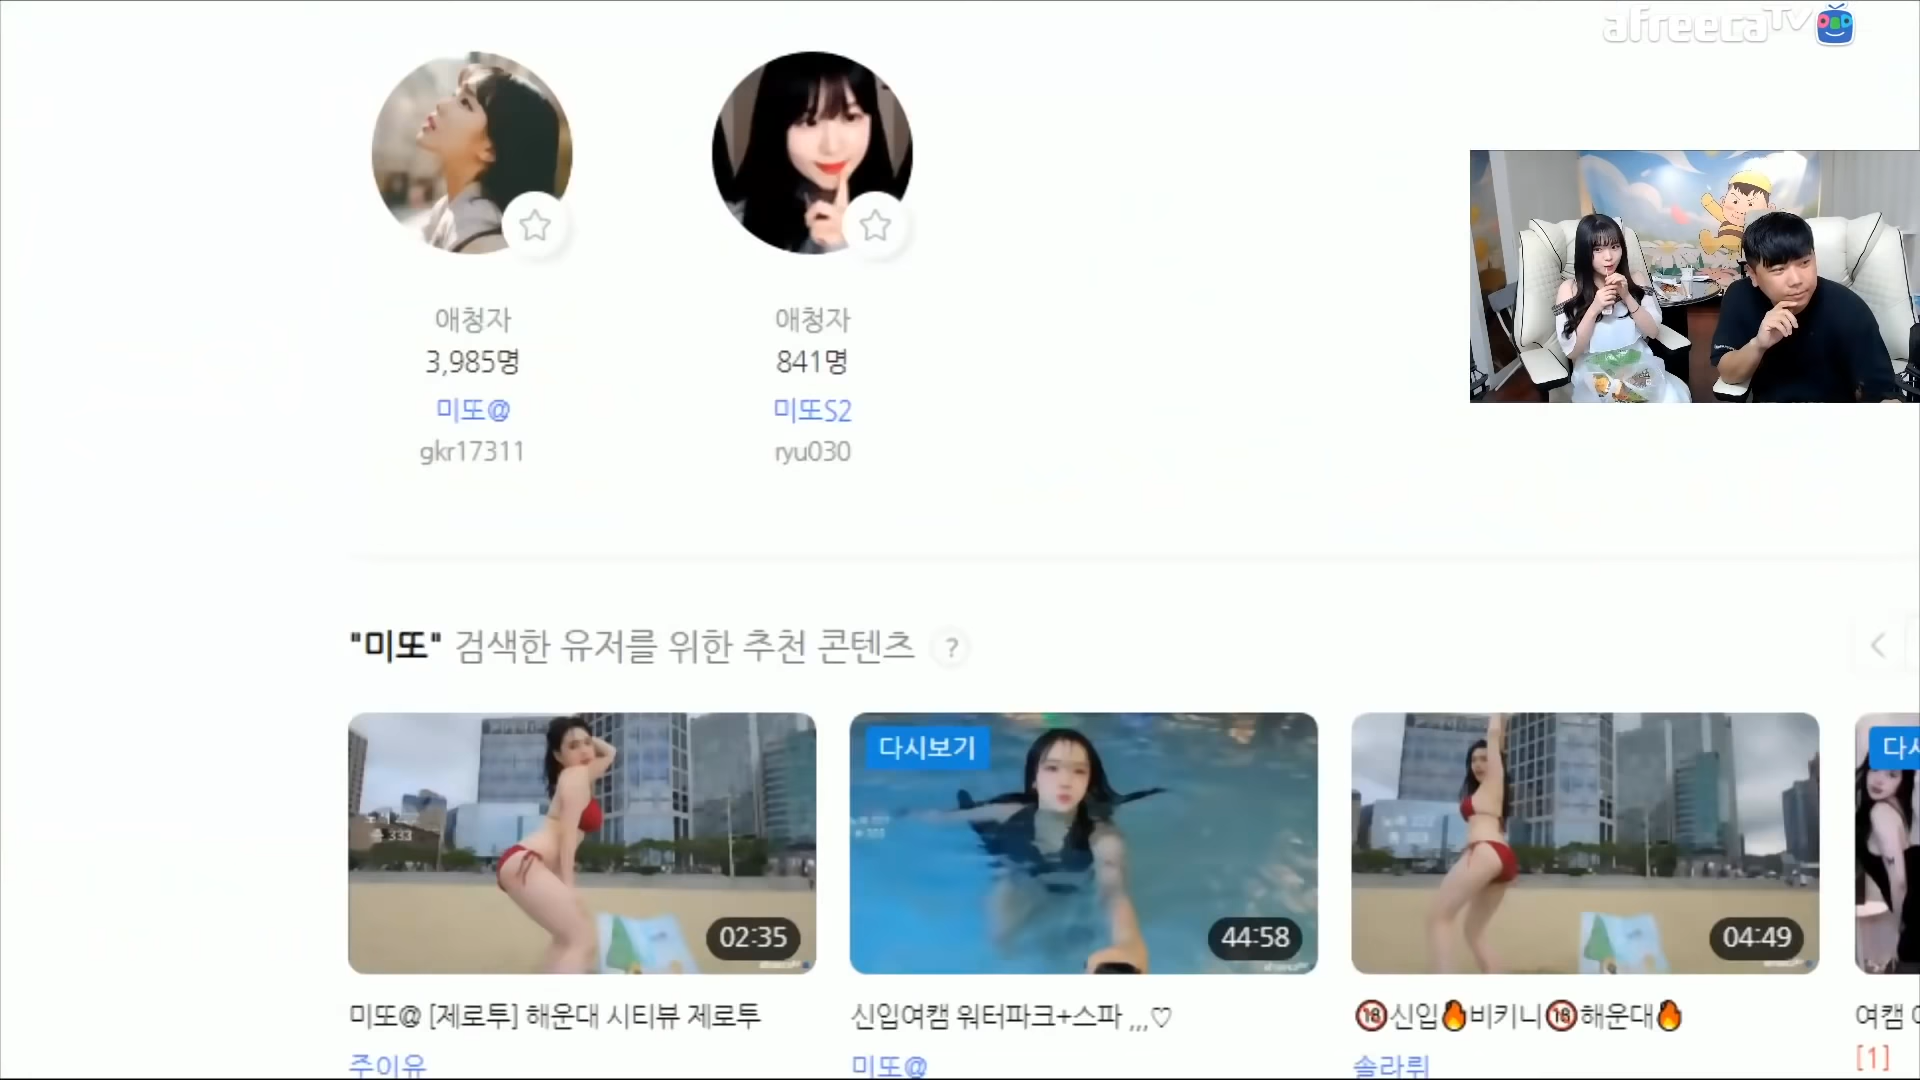 afreecaTV
애청자
3,985명
미또@
gkr17311
애청자
841명
미또S2
ryu030
"미또" 검색한 유저를 위한 추천 콘텐츠 ?
02:35
미또@ [제로투] 해운대 시티뷰 제로투
주이유
다시보기
44:58
신입여캠 워터파크+스파 ,,,♡
미또@
04:49
🔞신입🔥비키니🔞해운대🔥
솔라뤼
여캠
[1]